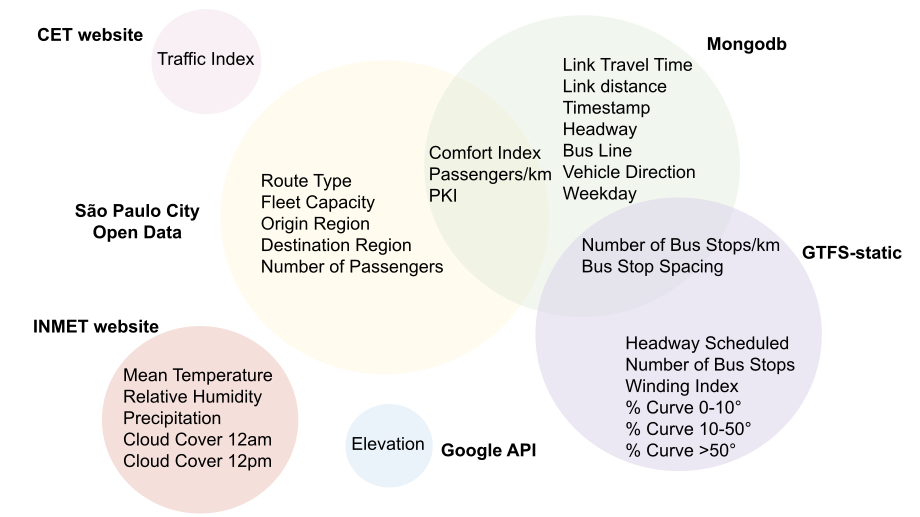 CET website
Traffic Index
Mongodb
Link Travel Time
Link distance
Timestamp
Headway
Bus Line
Vehicle Direction
Weekday
Comfort Index
Passengers/km
PKI
Route Type
Fleet Capacity
Origin Region
Destination Region
Number of Passengers
São Paulo City
Open Data
Number of Bus Stops/km
Bus Stop Spacing
GTFS-static
Headway Scheduled
Number of Bus Stops
Winding Index
% Curve 0-10°
% Curve 10-50°
% Curve >50°
INMET website
Mean Temperature
Relative Humidity
Precipitation
Cloud Cover 12am
Cloud Cover 12pm
Elevation
Google API